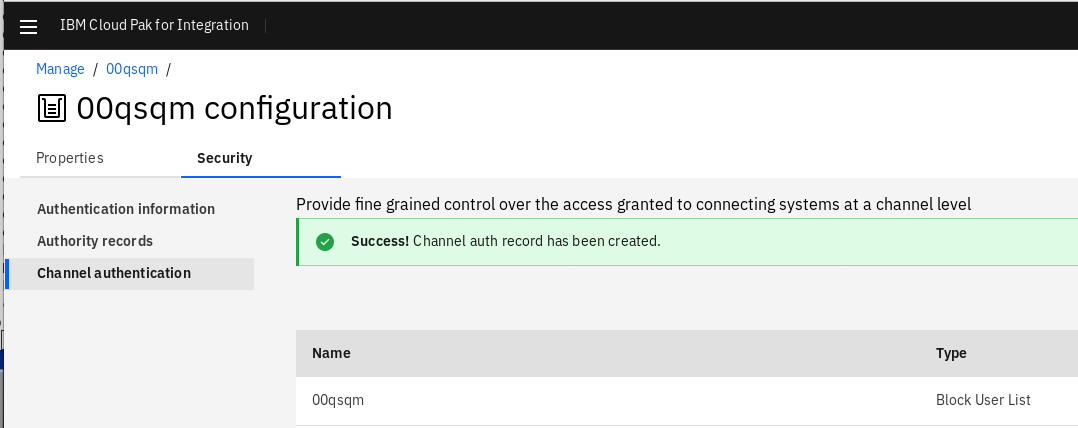 IBM Cloud Pak for Integration
Manage / 00qsqm /
00qsqm configuration
Properties Security
Authentication information
Authority records
Channel authentication
Provide fine grained control over the access granted to connecting systems at a channel level
Success! Channel auth record has been created.
Name Type
00qsqm Block User List